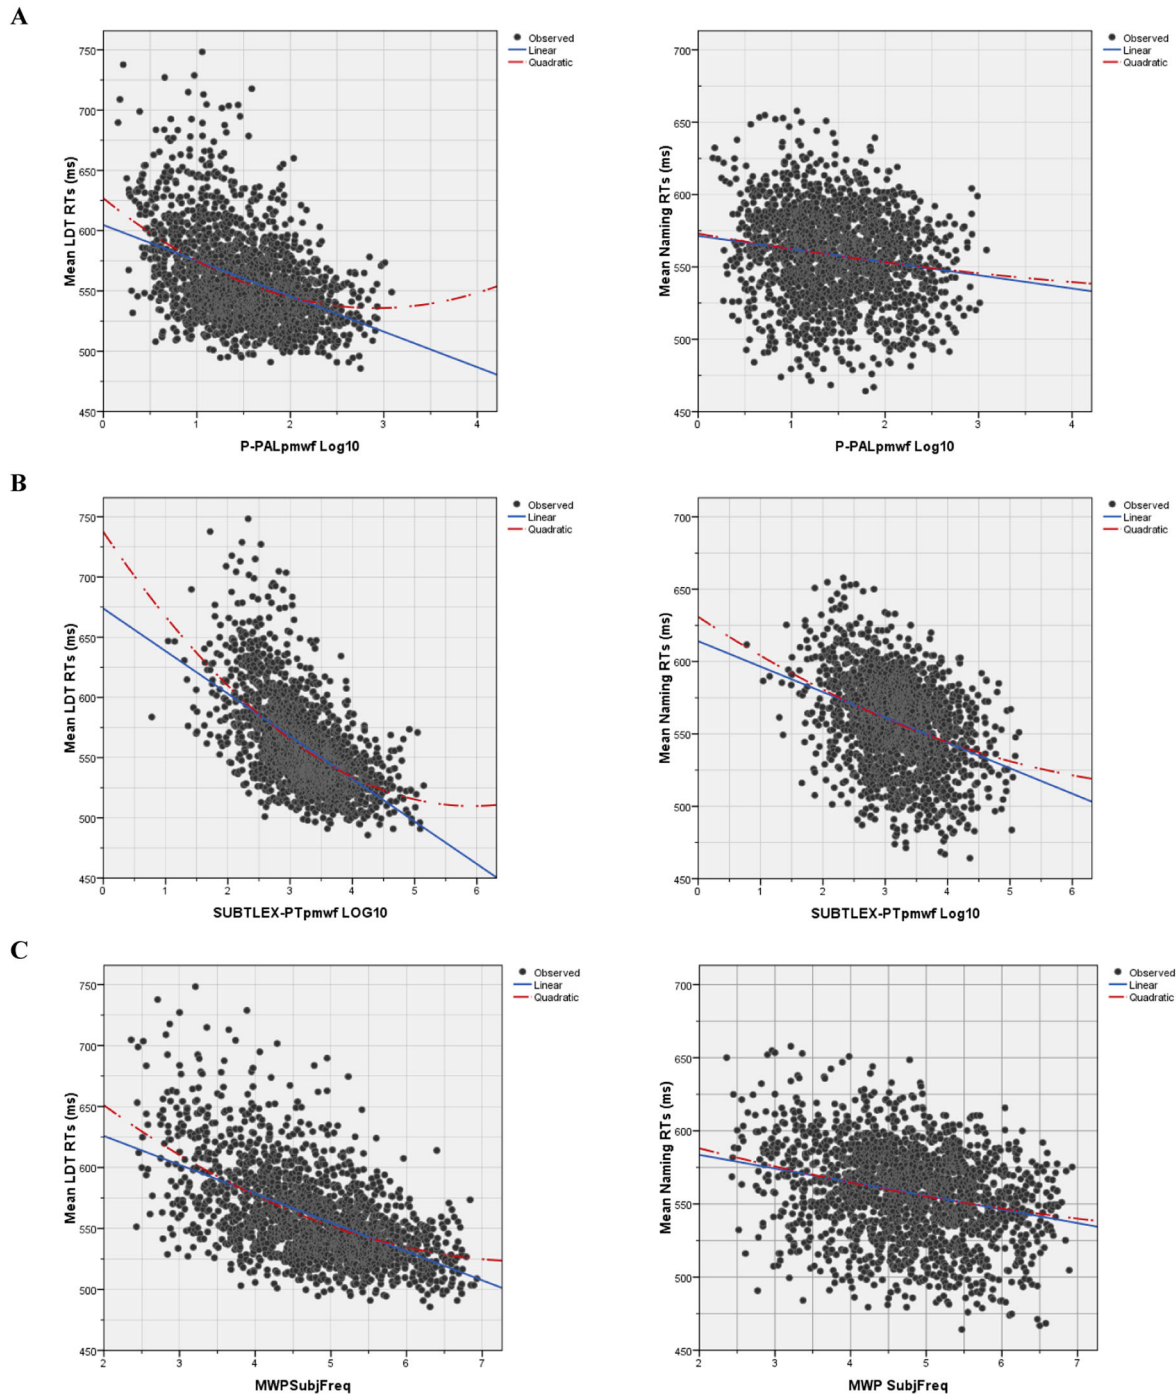 A
Mean LDT RTs (ms)
750
700
650
600
550
500
450
0 1 2 3 4
P-PALpmwf Log10
Observed
Linear
Quadratic
Mean Naming RTs (ms)
700
650
600
550
500
450
0 1 2 3 4
P-PALpmwf Log10
Observed
Linear
Quadratic
B
Mean LDT RTs (ms)
750
700
650
600
550
500
450
0 1 2 3 4 5 6
SUBTLEX-PTpmwf LOG10
Observed
Linear
Quadratic
Mean Naming RTs (ms)
700
650
600
550
500
450
0 1 2 3 4 5 6
SUBTLEX-PTpmwf Log10
Observed
Linear
Quadratic
C
Mean LDT RTs (ms)
750
700
650
600
550
500
450
2 3 4 5 6 7
MWPSubjFreq
Observed
Linear
Quadratic
Mean Naming RTs (ms)
700
650
600
550
500
450
2 3 4 5 6 7
MWP SubjFreq
Observed
Linear
Quadratic